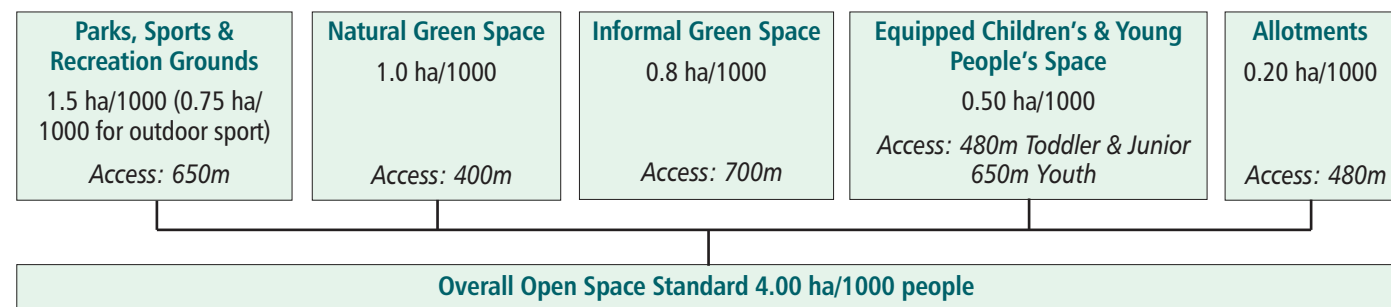 Parks, Sports &
Recreation Grounds
1.5 ha/1000 (0.75 ha/
1000 for outdoor sport)
Access: 650m
Natural Green Space
1.0 ha/1000
Access: 400m
Informal Green Space
0.8 ha/1000
Access: 700m
Equipped Children’s & Young
People’s Space
0.50 ha/1000
Access: 480m Toddler & Junior
650m Youth
Allotments
0.20 ha/1000
Access: 480m
Overall Open Space Standard 4.00 ha/1000 people